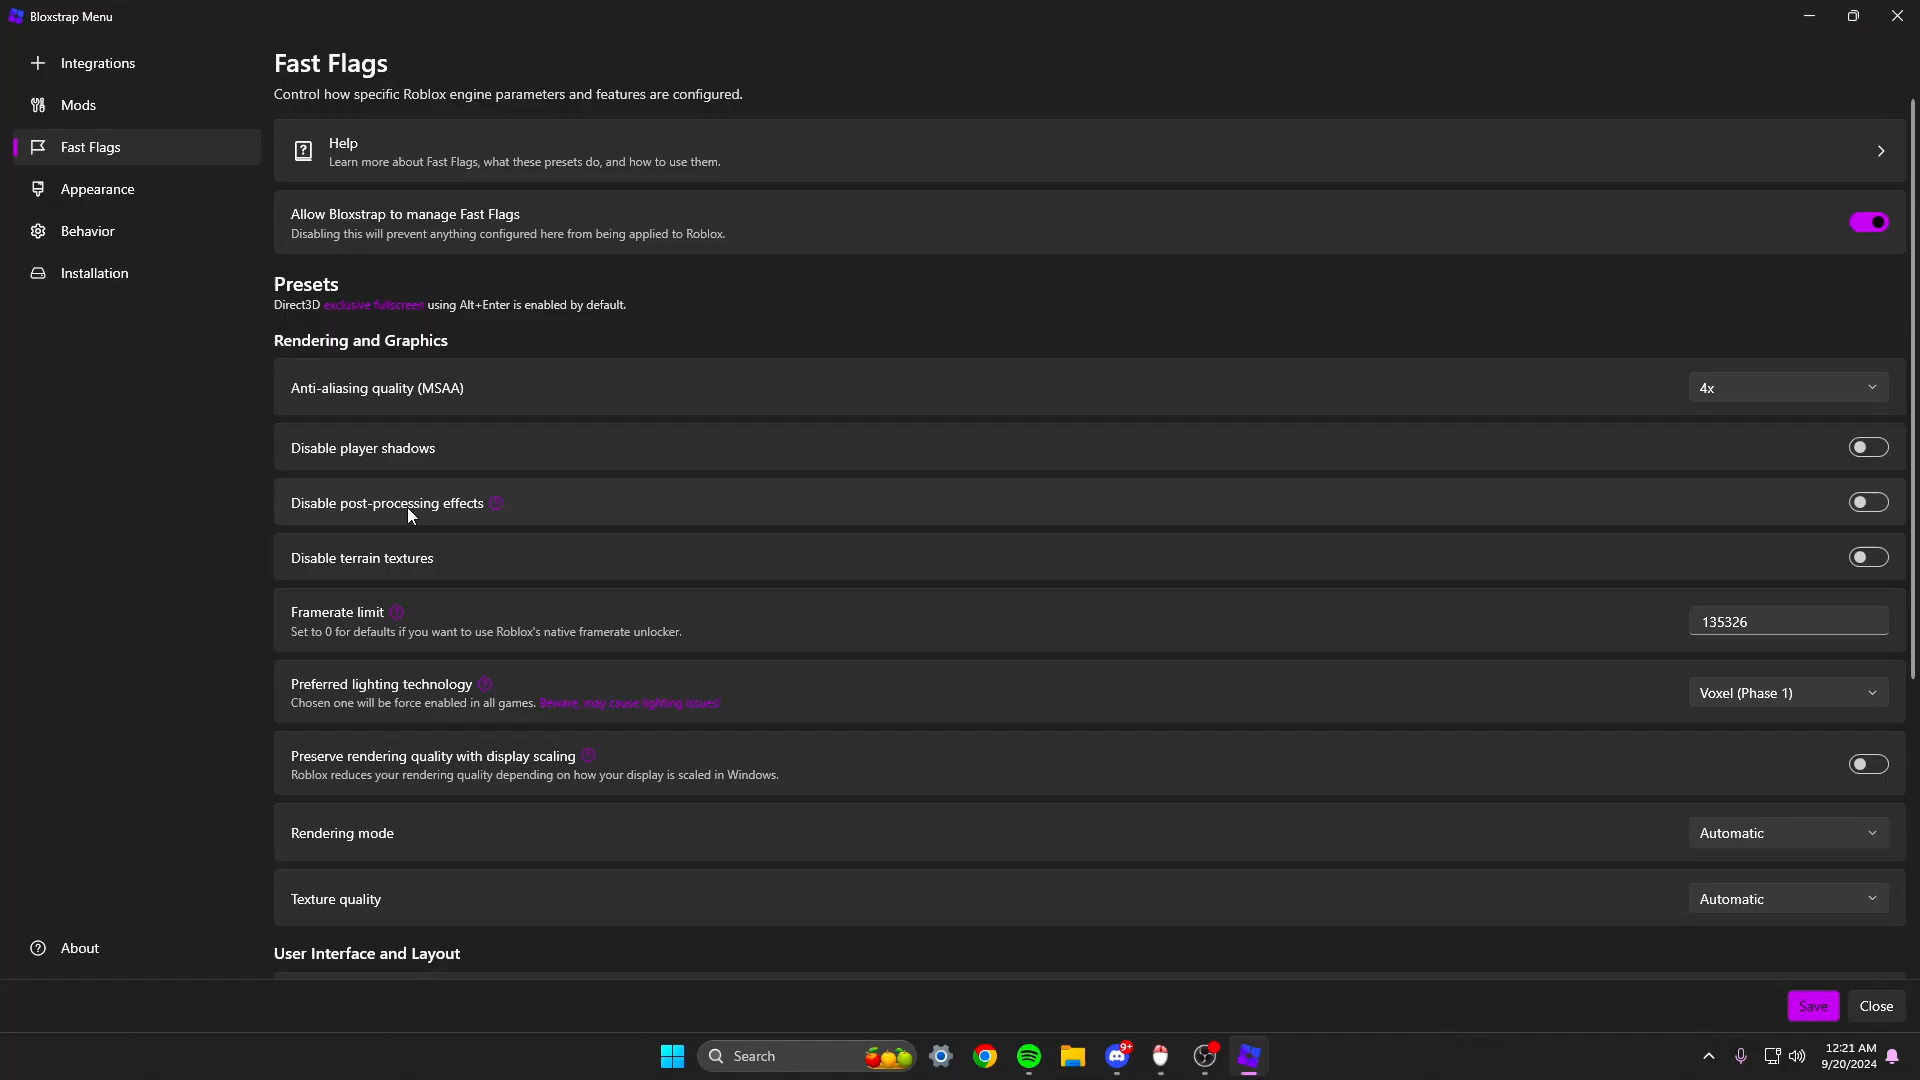 Bloxstrap Menu
Integrations
Mods
Fast Flags
Appearance
Behavior
Installation
About
Fast Flags
Control how specific Roblox engine parameters and features are configured.
Help
Learn more about Fast Flags, what these presets do, and how to use them.
Allow Bloxstrap to manage Fast Flags
Disabling this will prevent anything configured here from being applied to Roblox.
Presets
Direct3D exclusive fullscreen using Alt+Enter is enabled by default.
Rendering and Graphics
Anti-aliasing quality (MSAA)
4x
Disable player shadows
Disable post-processing effects
Disable terrain textures
Framerate limit
Set to 0 for defaults if you want to use Roblox's native framerate unlocker.
135326
Preferred lighting technology
Chosen one will be force enabled in all games. Beware, may cause lighting issues!
Voxel (Phase 1)
Preserve rendering quality with display scaling
Roblox reduces your rendering quality depending on how your display is scaled in Windows.
Rendering mode
Automatic
Texture quality
Automatic
User Interface and Layout
Save
Close
Search
9+
12:21 AM
9/20/2024